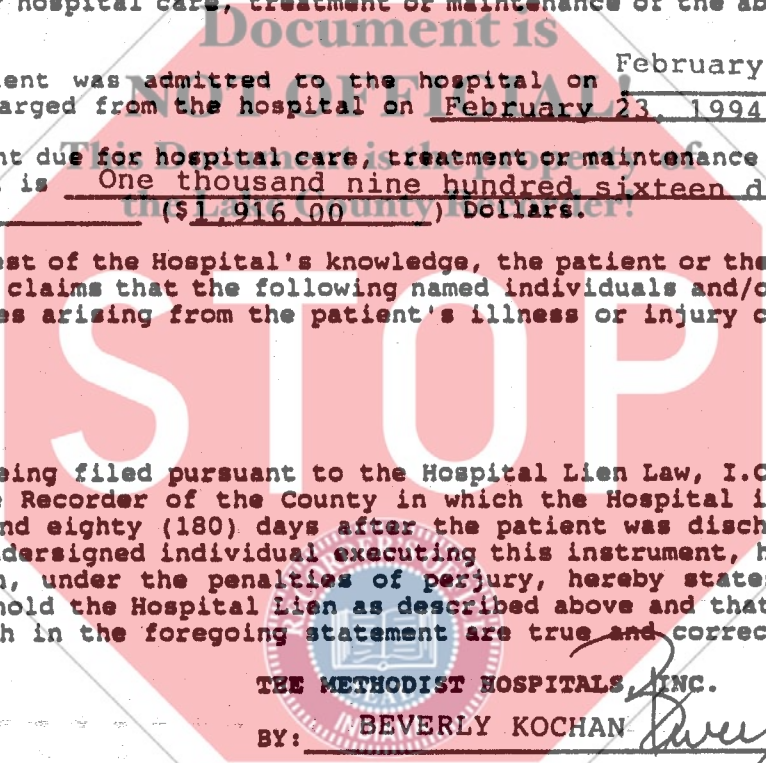 hospital care, treatment or maintenance of the ab
Document is
February
ent was admitted to the hospital on
NOT OFFICIAL!
arged from the hospital on February 23, 1994
This Document is the property of
nt due for hospital care, treatment or maintenance
is One thousand nine hundred sixteen d
the Lake County Recorder!
($1,916.00 ) Dollars.
est of the Hospital's knowledge, the patient or the
claims that the following named individuals and/o
es arising from the patient's illness or injury c
STOP
eing filed pursuant to the Hospital Lien Law, I.C
e Recorder of the County in which the Hospital i
nd eighty (180) days after the patient was disch
ndersigned individual executing this instrument, h
n, under the penalties of perjury, hereby state
hold the Hospital Lien as described above and that
h in the foregoing statement are true and correc
SEAL
THE METHODIST HOSPITALS, INC.
BY: BEVERLY KOCHAN